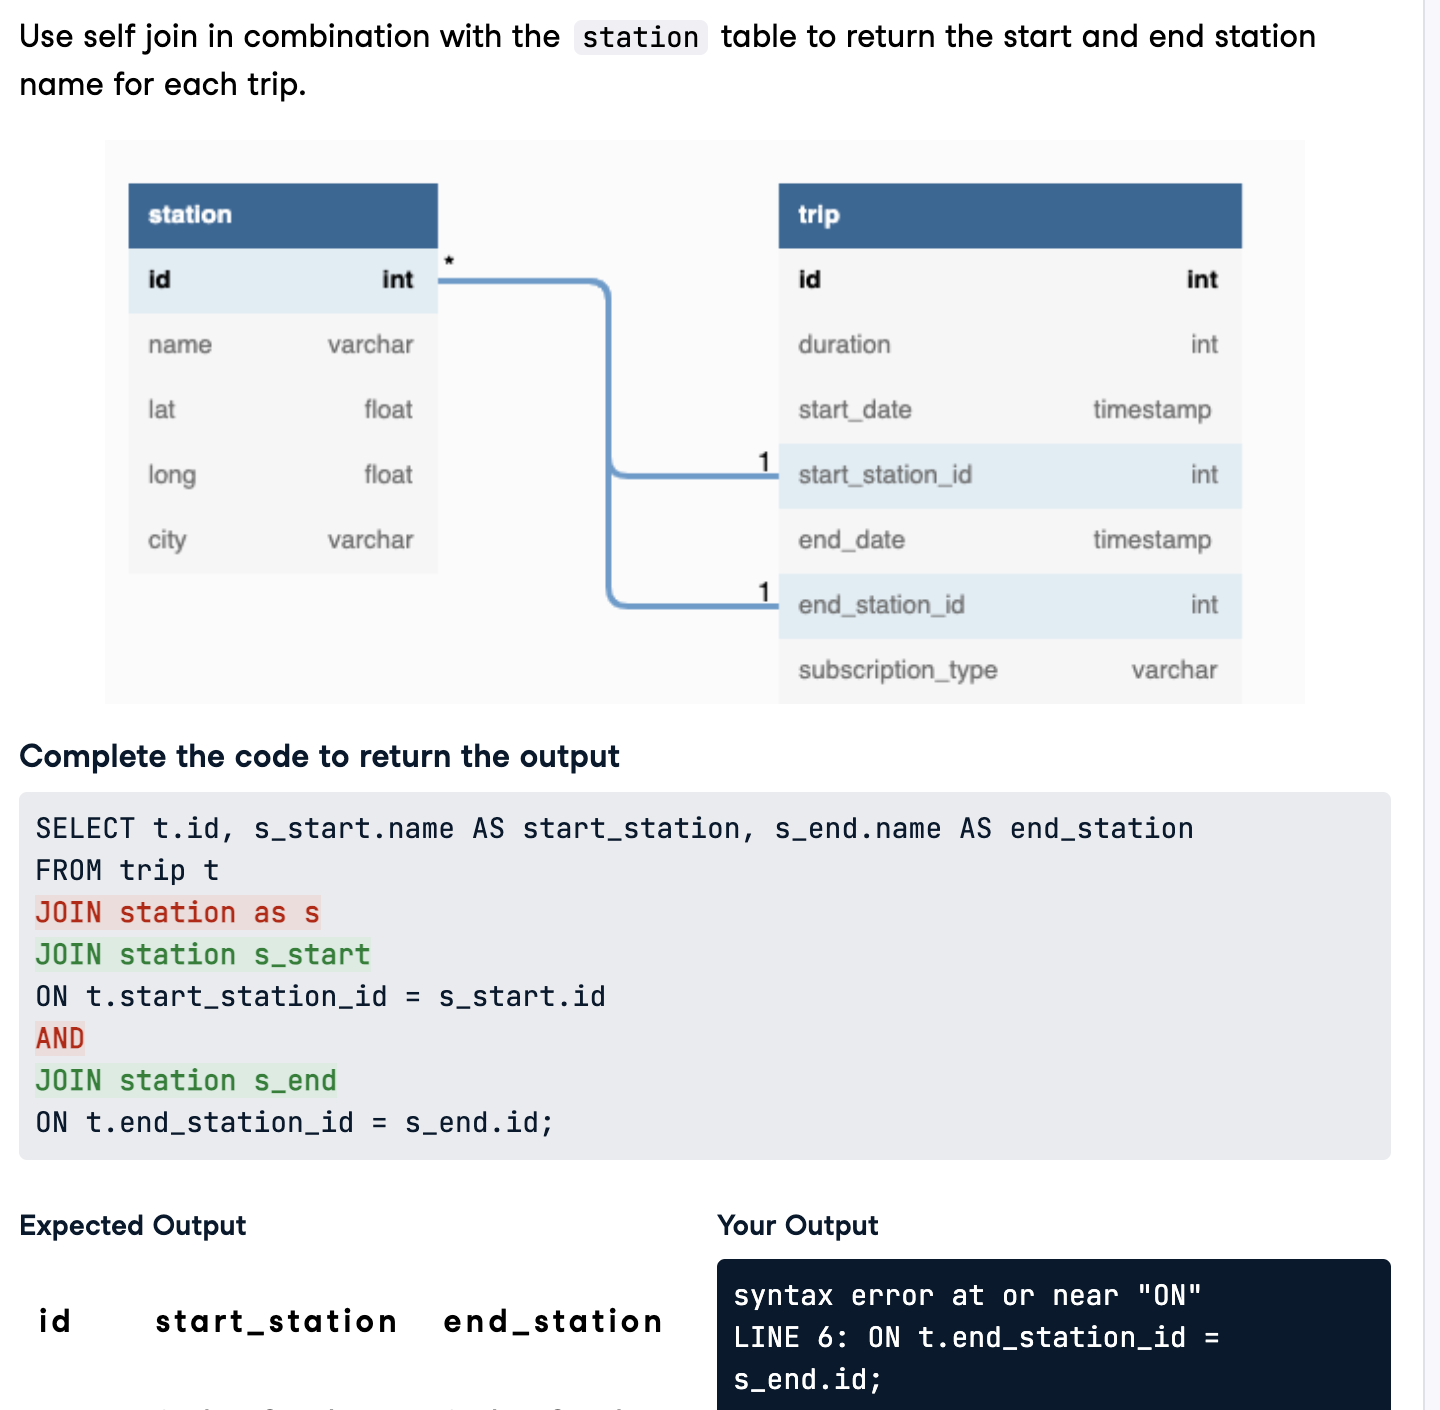 Use self join in combination with the station table to return the start and end station
name for each trip.
station
id int
name varchar
lat float
long float
city varchar
*
1
1
trip
id int
duration int
start_date timestamp
start_station_id int
end_date timestamp
end_station_id int
subscription_type varchar
Complete the code to return the output
SELECT t.id, s_start.name AS start_station, s_end.name AS end_station
FROM trip t
JOIN station as s
JOIN station s_start
ON t.start_station_id = s_start.id
AND
JOIN station s_end
ON t.end_station_id = s_end.id;
Expected Output
id start_station end_station
Your Output
syntax error at or near "ON"
LINE 6: ON t.end_station_id =
s_end.id;